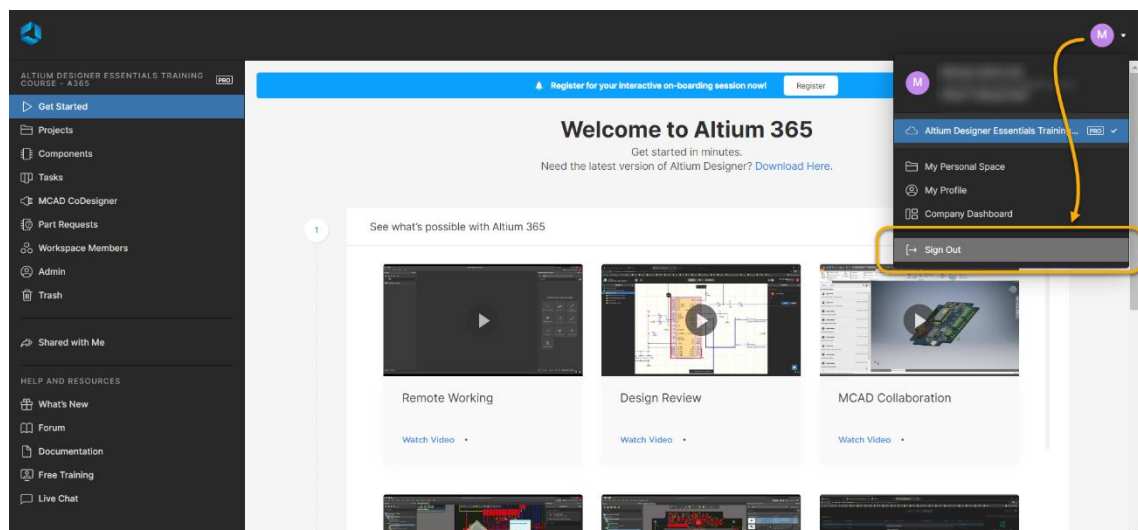 M
ALTIUM DESIGNER ESSENTIALS TRAINING
COURSE - A365
PRO
Get Started
Projects
Components
Tasks
MCAD CoDesigner
Part Requests
Workspace Members
Admin
Trash
Shared with Me
HELP AND RESOURCES
What's New
Forum
Documentation
Free Training
Live Chat
Register for your interactive on-boarding session now!
Register
Welcome to Altium 365
Get started in minutes.
Need the latest version of Altium Designer? Download Here.
1
See what's possible with Altium 365
Remote Working
Design Review
MCAD Collaboration
Watch Video
Watch Video
Watch Video
M
Altium Designer Essentials Training... PRO
My Personal Space
My Profile
Company Dashboard
Sign Out